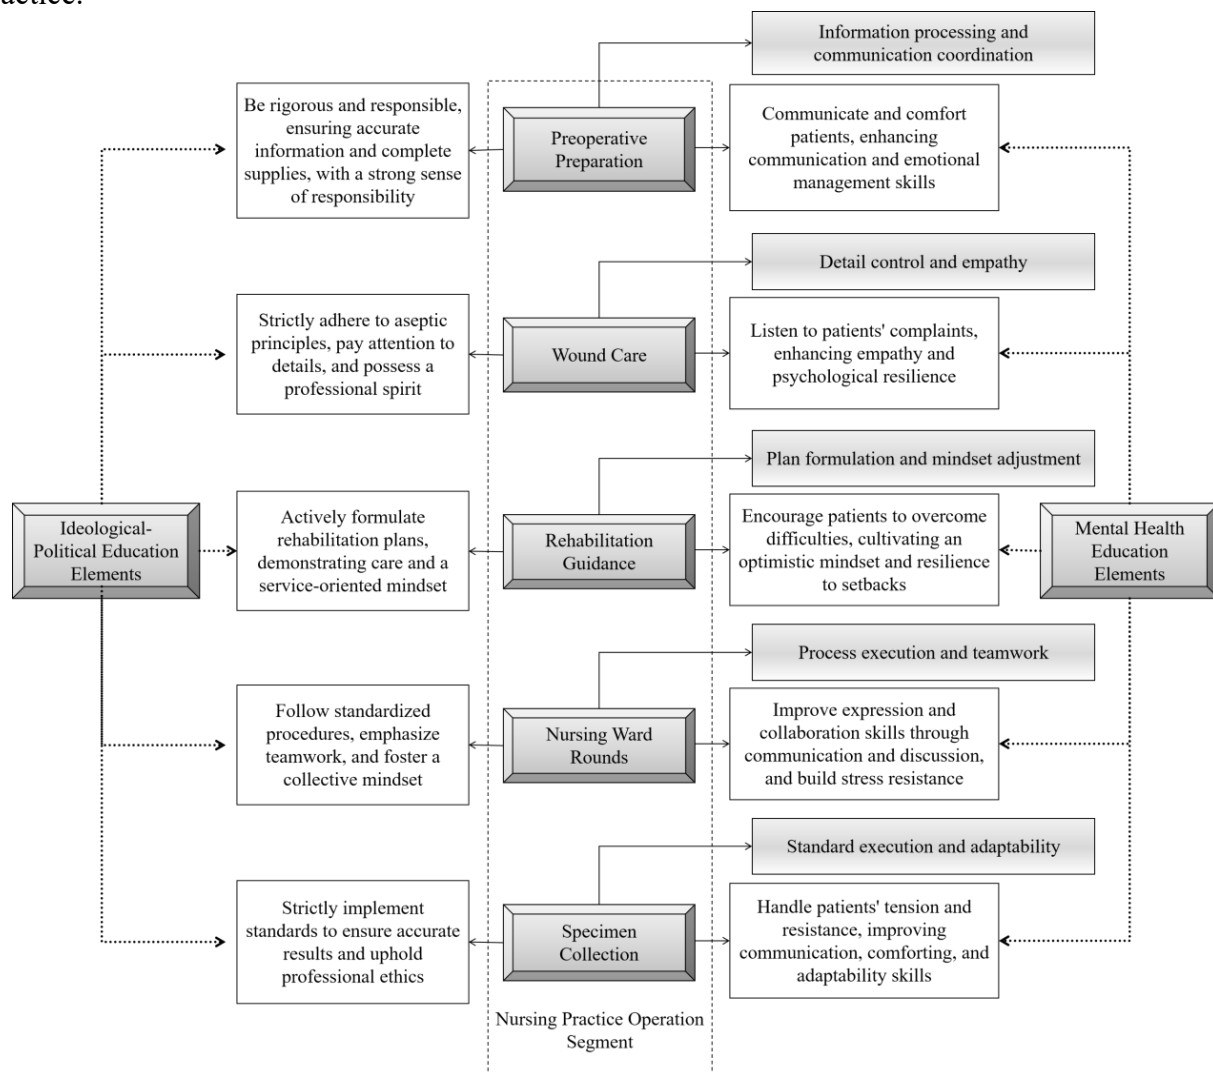 actice.
Information processing and
communication coordination
Be rigorous and responsible,
ensuring accurate
information and complete
supplies, with a strong sense
of responsibility
Preoperative
Preparation
Communicate and comfort
patients, enhancing
communication and emotional
management skills
Detail control and empathy
Strictly adhere to aseptic
principles, pay attention to
details, and possess a
professional spirit
Wound Care
Listen to patients' complaints,
enhancing empathy and
psychological resilience
Plan formulation and mindset adjustment
Ideological-
Political Education
Elements
Actively formulate
rehabilitation plans,
demonstrating care and a
service-oriented mindset
Rehabilitation
Guidance
Encourage patients to overcome
difficulties, cultivating an
optimistic mindset and resilience
to setbacks
Mental Health
Education
Elements
Process execution and teamwork
Follow standardized
procedures, emphasize
teamwork, and foster a
collective mindset
Nursing Ward
Rounds
Improve expression and
collaboration skills through
communication and discussion,
and build stress resistance
Standard execution and adaptability
Strictly implement
standards to ensure accurate
results and uphold
professional ethics
Specimen
Collection
Handle patients' tension and
resistance, improving
communication, comforting, and
adaptability skills
Nursing Practice Operation
Segment